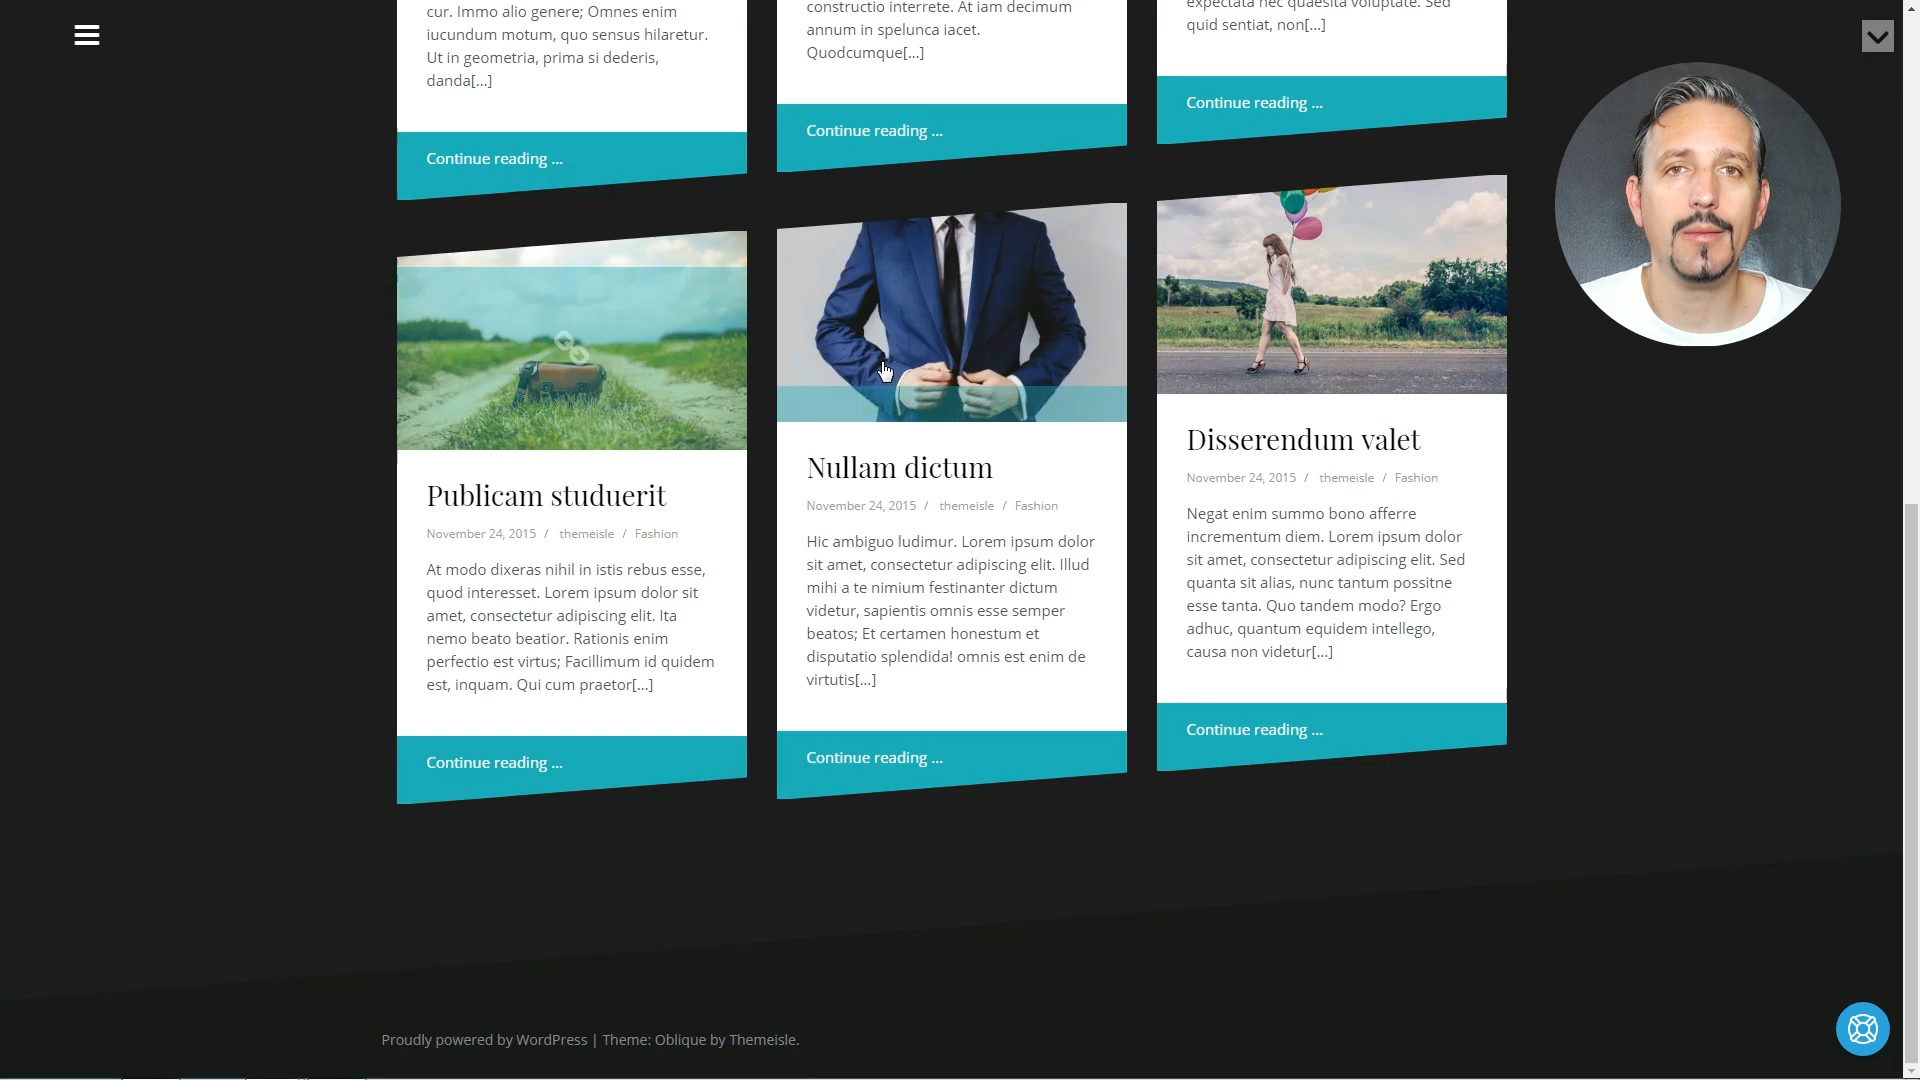 cur. Immo alio genere; Omnes enim
iucundum motum, quo sensus hilaretur.
Ut in geometria, prima si dederis,
danda[...]
Continue reading ...
constructio interrete. At iam decimum
annum in spelunca iacet.
Quodcumque[...]
Continue reading ...
expectata nec quaesita voluptate. Sed
quid sentiat, non[...]
Continue reading ...
Publicam studuerit
November 24, 2015 / themeisle / Fashion
At modo dixeras nihil in istis rebus esse,
quod interesset. Lorem ipsum dolor sit
amet, consectetur adipiscing elit. Ita
nemo beato beatior. Rationis enim
perfectio est virtus; Facillimum id quidem
est, inquam. Qui cum praetor[...]
Continue reading ...
Nullam dictum
November 24, 2015 / themeisle / Fashion
Hic ambiguo ludimur. Lorem ipsum dolor
sit amet, consectetur adipiscing elit. Illud
mihi a te nimium festinanter dictum
videtur, sapientis omnis esse semper
beatos; Et certamen honestum et
disputatio splendida! omnis est enim de
virtutis[...]
Continue reading ...
Disserendum valet
November 24, 2015 / themeisle / Fashion
Negat enim summo bono afferre
incrementum diem. Lorem ipsum dolor
sit amet, consectetur adipiscing elit. Sed
quanta sit alias, nunc tantum possitne
esse tanta. Quo tandem modo? Ergo
adhuc, quantum equidem intellego,
causa non videtur[...]
Continue reading ...
Proudly powered by WordPress | Theme: Oblique by Themeisle.